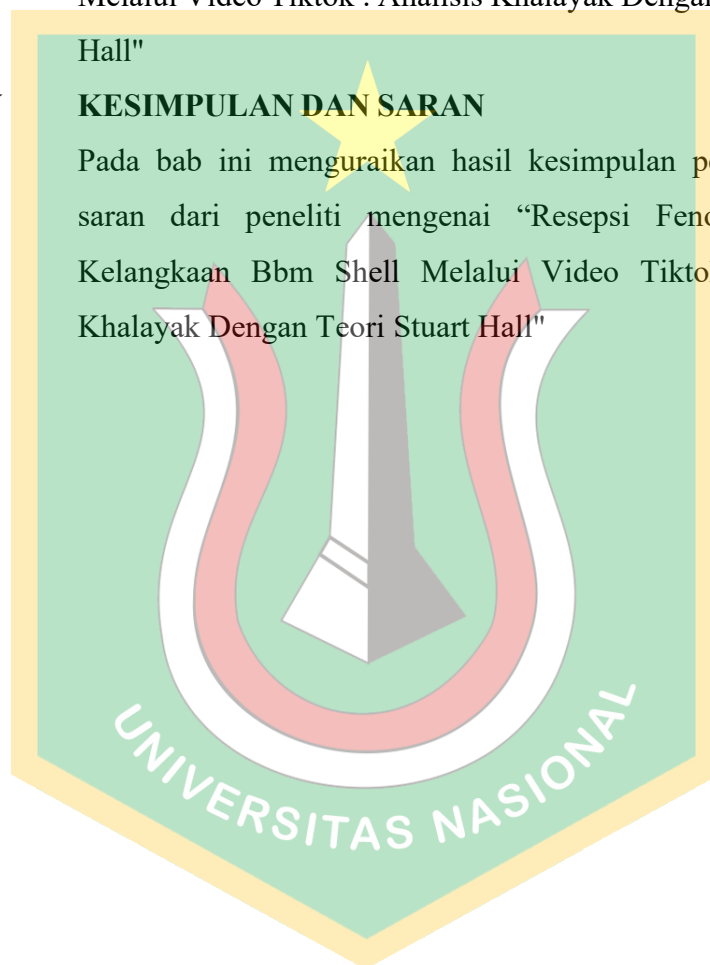 Melalui Video Tiktok : Analisis Khalayak Dengan
Hall"
KESIMPULAN DAN SARAN
Pada bab ini menguraikan hasil kesimpulan
saran dari peneliti mengenai “Resepsi
Kelangkaan Bbm Shell Melalui Video
Khalayak Dengan Teori Stuart Hall"
UNIVERSITAS NASIONAL